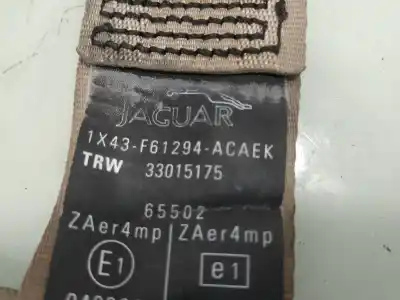 JAGUAR
1X43-F61294-ACAEK
TRW 33015175
65502
ZAer4mp ZAer4mp
E1 e1